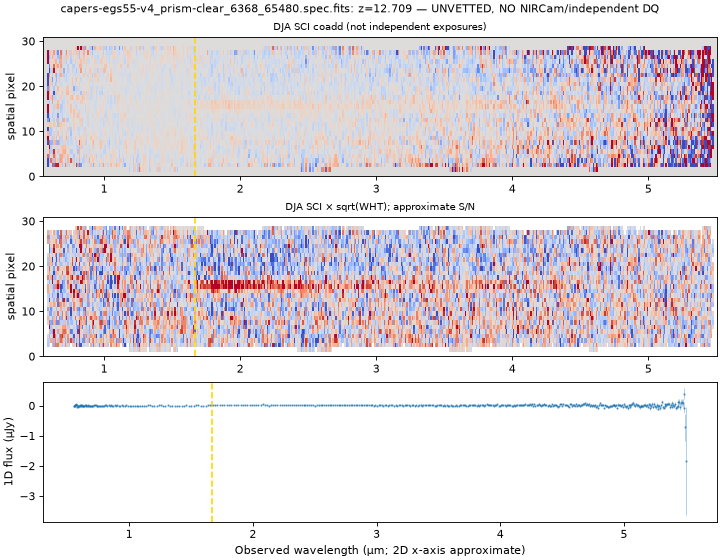 capers-egs55-v4_prism-clear_6368_65480.spec.fits: z=12.709 — UNVETTED, NO NIRCam/independent DQ
DJA SCI coadd (not independent exposures)
30
20
10
0
spatial pixel
1 2 3 4 5
DJA SCI × sqrt(WHT); approximate S/N
30
20
10
0
spatial pixel
1 2 3 4 5
0
−1
−2
−3
1D flux (μJy)
1 2 3 4 5
Observed wavelength (μm; 2D x-axis approximate)